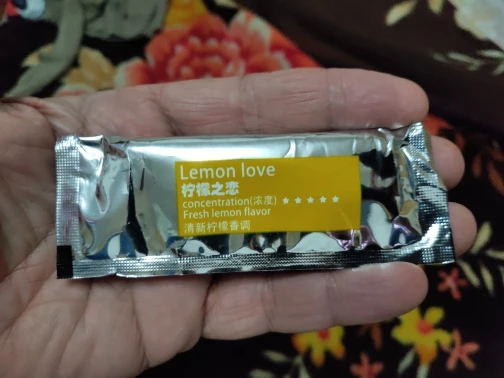 Lemon love
柠檬之恋
concentration(浓度) ★★★★★
Fresh lemon flavor
清新柠檬香调